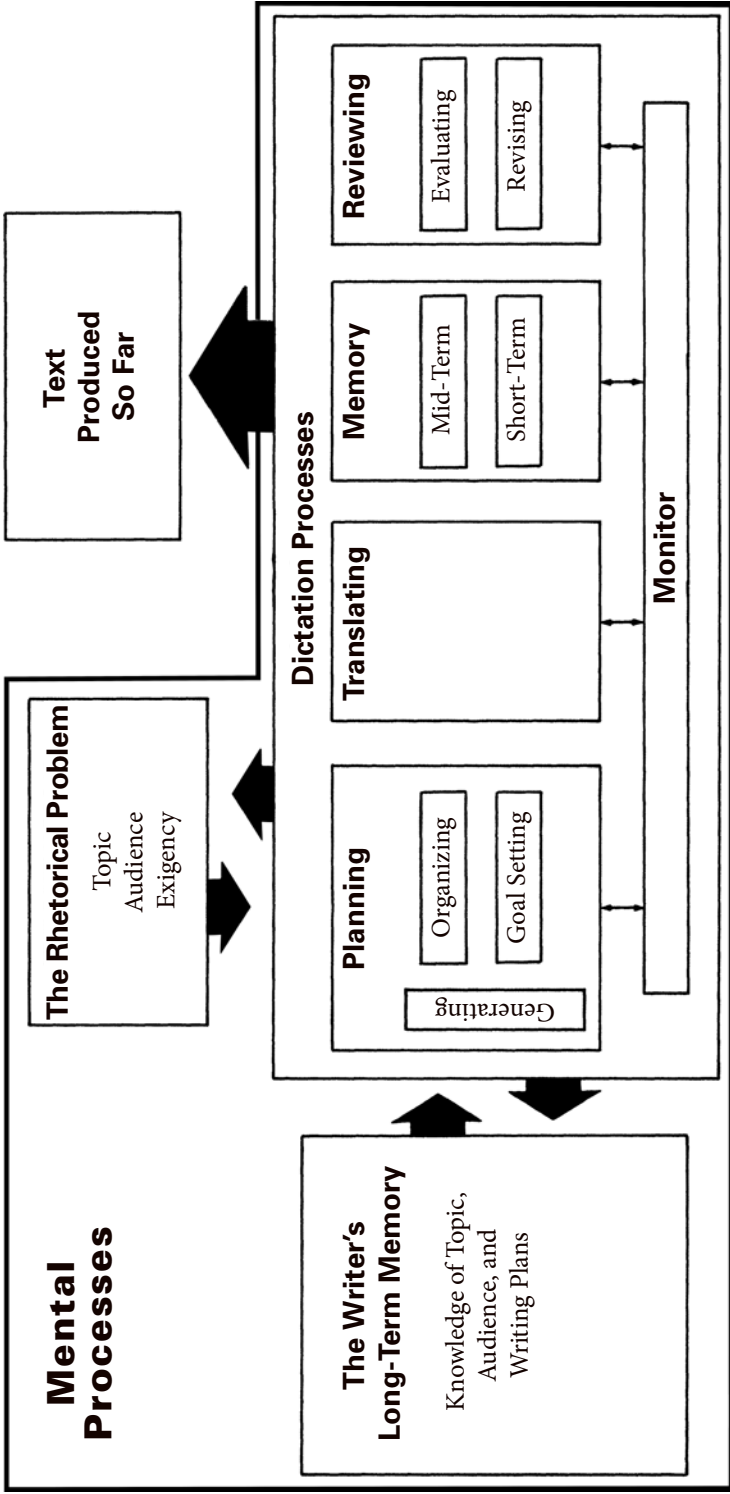 Mental
Processes
The Rhetorical Problem
Topic
Audience
Exigency
Text
Produced
So Far
The Writer's
Long-Term Memory
Knowledge of Topic,
Audience, and
Writing Plans
Dictation Processes
Planning
Generating
Organizing
Goal Setting
Translating
Memory
Mid-Term
Short-Term
Reviewing
Evaluating
Revising
Monitor